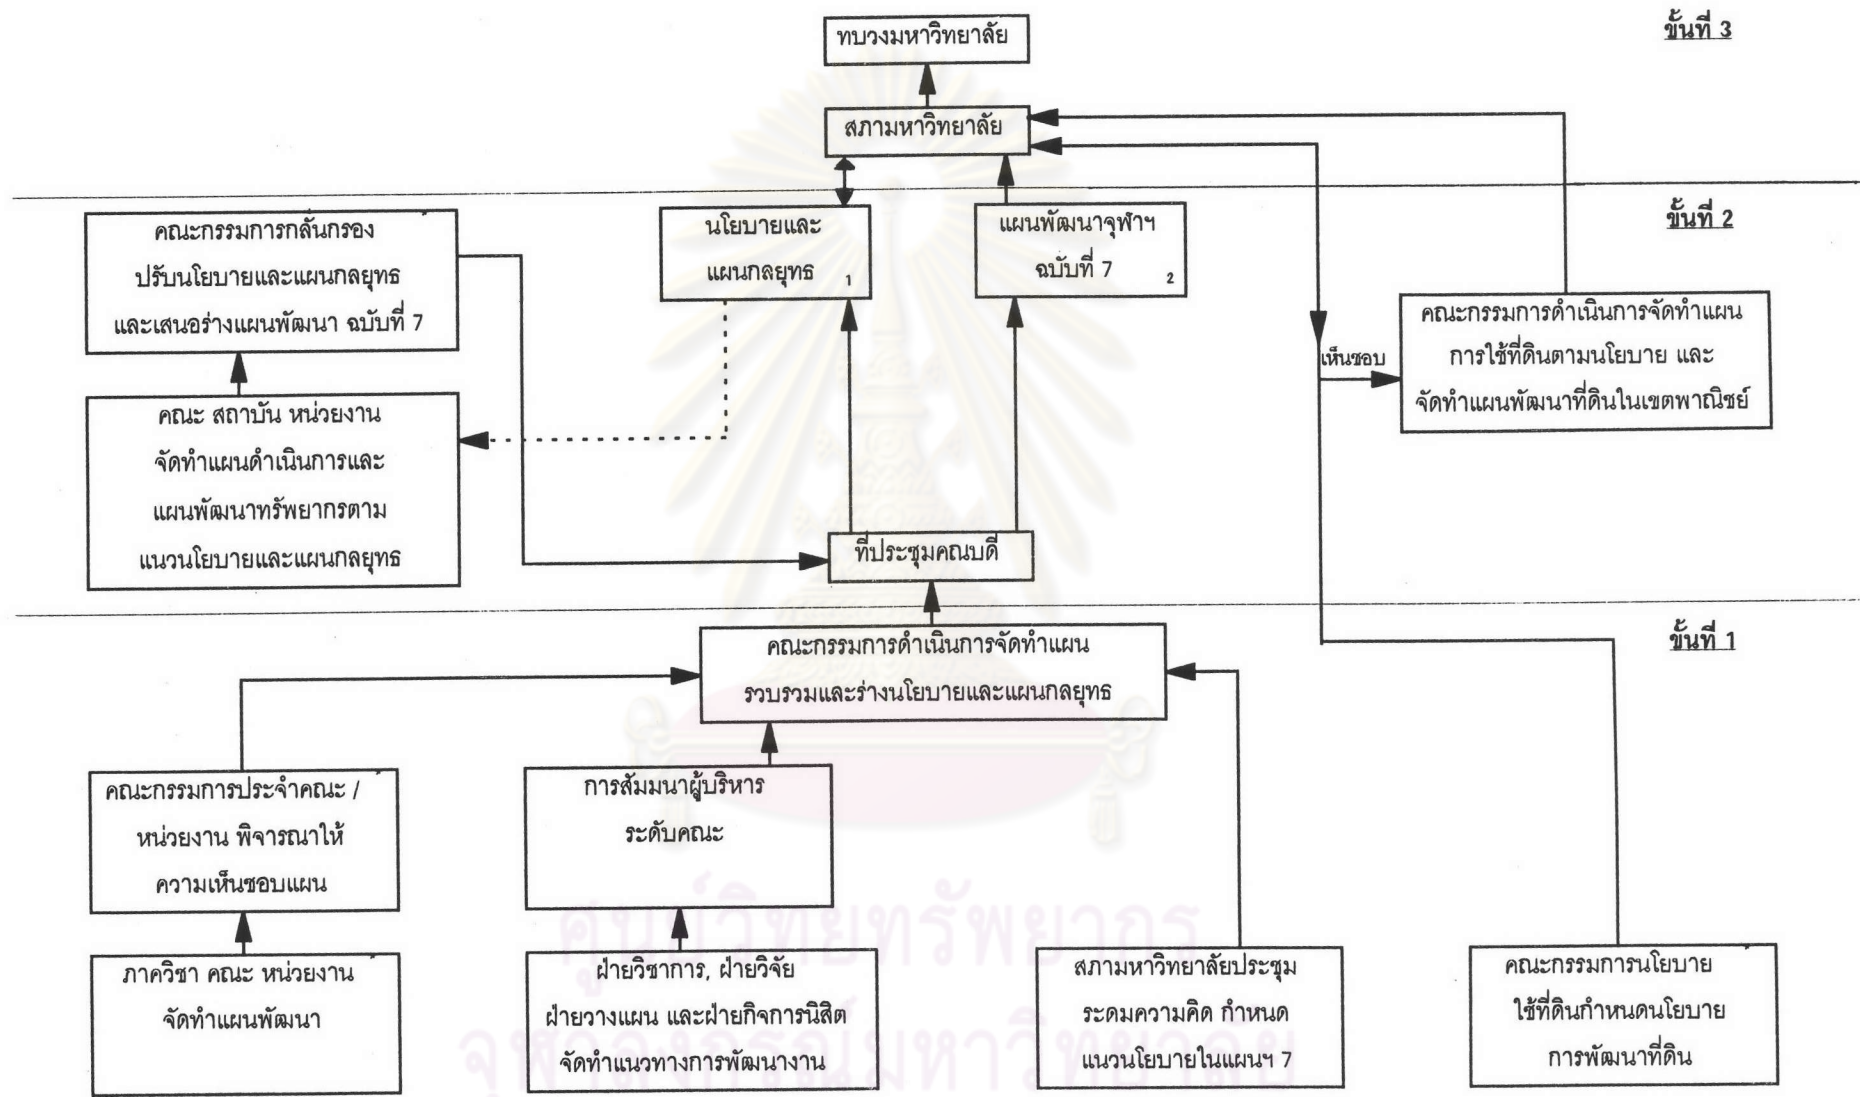 ขั้นที่ 3
ทบวงมหาวิทยาลัย
สภามหาวิทยาลัย
ขั้นที่ 2
คณะกรรมการกลั่นกรอง
ปรับนโยบายและแผนกลยุทธ
และเสนอร่างแผนพัฒนา ฉบับที่ 7
นโยบายและ
แผนกลยุทธ 1
แผนพัฒนาจุฬาฯ
ฉบับที่ 7 2
คณะกรรมการดำเนินการจัดทำแผน
การใช้ที่ดินตามนโยบาย และ
จัดทำแผนพัฒนาที่ดินในเขตพาณิชย์
เห็นชอบ
คณะ สถาบัน หน่วยงาน
จัดทำแผนดำเนินการและ
แผนพัฒนาทรัพยากรตาม
แนวนโยบายและแผนกลยุทธ
ที่ประชุมคณบดี
ขั้นที่ 1
คณะกรรมการดำเนินการจัดทำแผน
รวบรวมและร่างนโยบายและแผนกลยุทธ
คณะกรรมการประจำคณะ /
หน่วยงาน พิจารณาให้
ความเห็นชอบแผน
การสัมมนาผู้บริหาร
ระดับคณะ
ภาควิชา คณะ หน่วยงาน
จัดทำแผนพัฒนา
ฝ่ายวิชาการ, ฝ่ายวิจัย
ฝ่ายวางแผน และฝ่ายกิจการนิสิต
จัดทำแนวทางการพัฒนางาน
สภามหาวิทยาลัยประชุม
ระดมความคิด กำหนด
แนวนโยบายในแผนฯ 7
คณะกรรมการนโยบาย
ใช้ที่ดินกำหนดนโยบาย
การพัฒนาที่ดิน
ศูนย์วิทยทรัพยากร
จุฬาลงกรณ์มหาวิทยาลัย